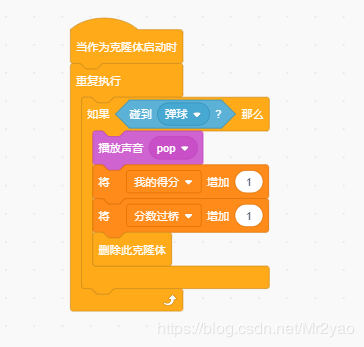 当作为克隆体启动时
重复执行
如果 碰到 弹球 ? 那么
播放声音 pop
将 我的得分 增加 1
将 分数过桥 增加 1
删除此克隆体
https://blog.csdn.net/Mr2yao